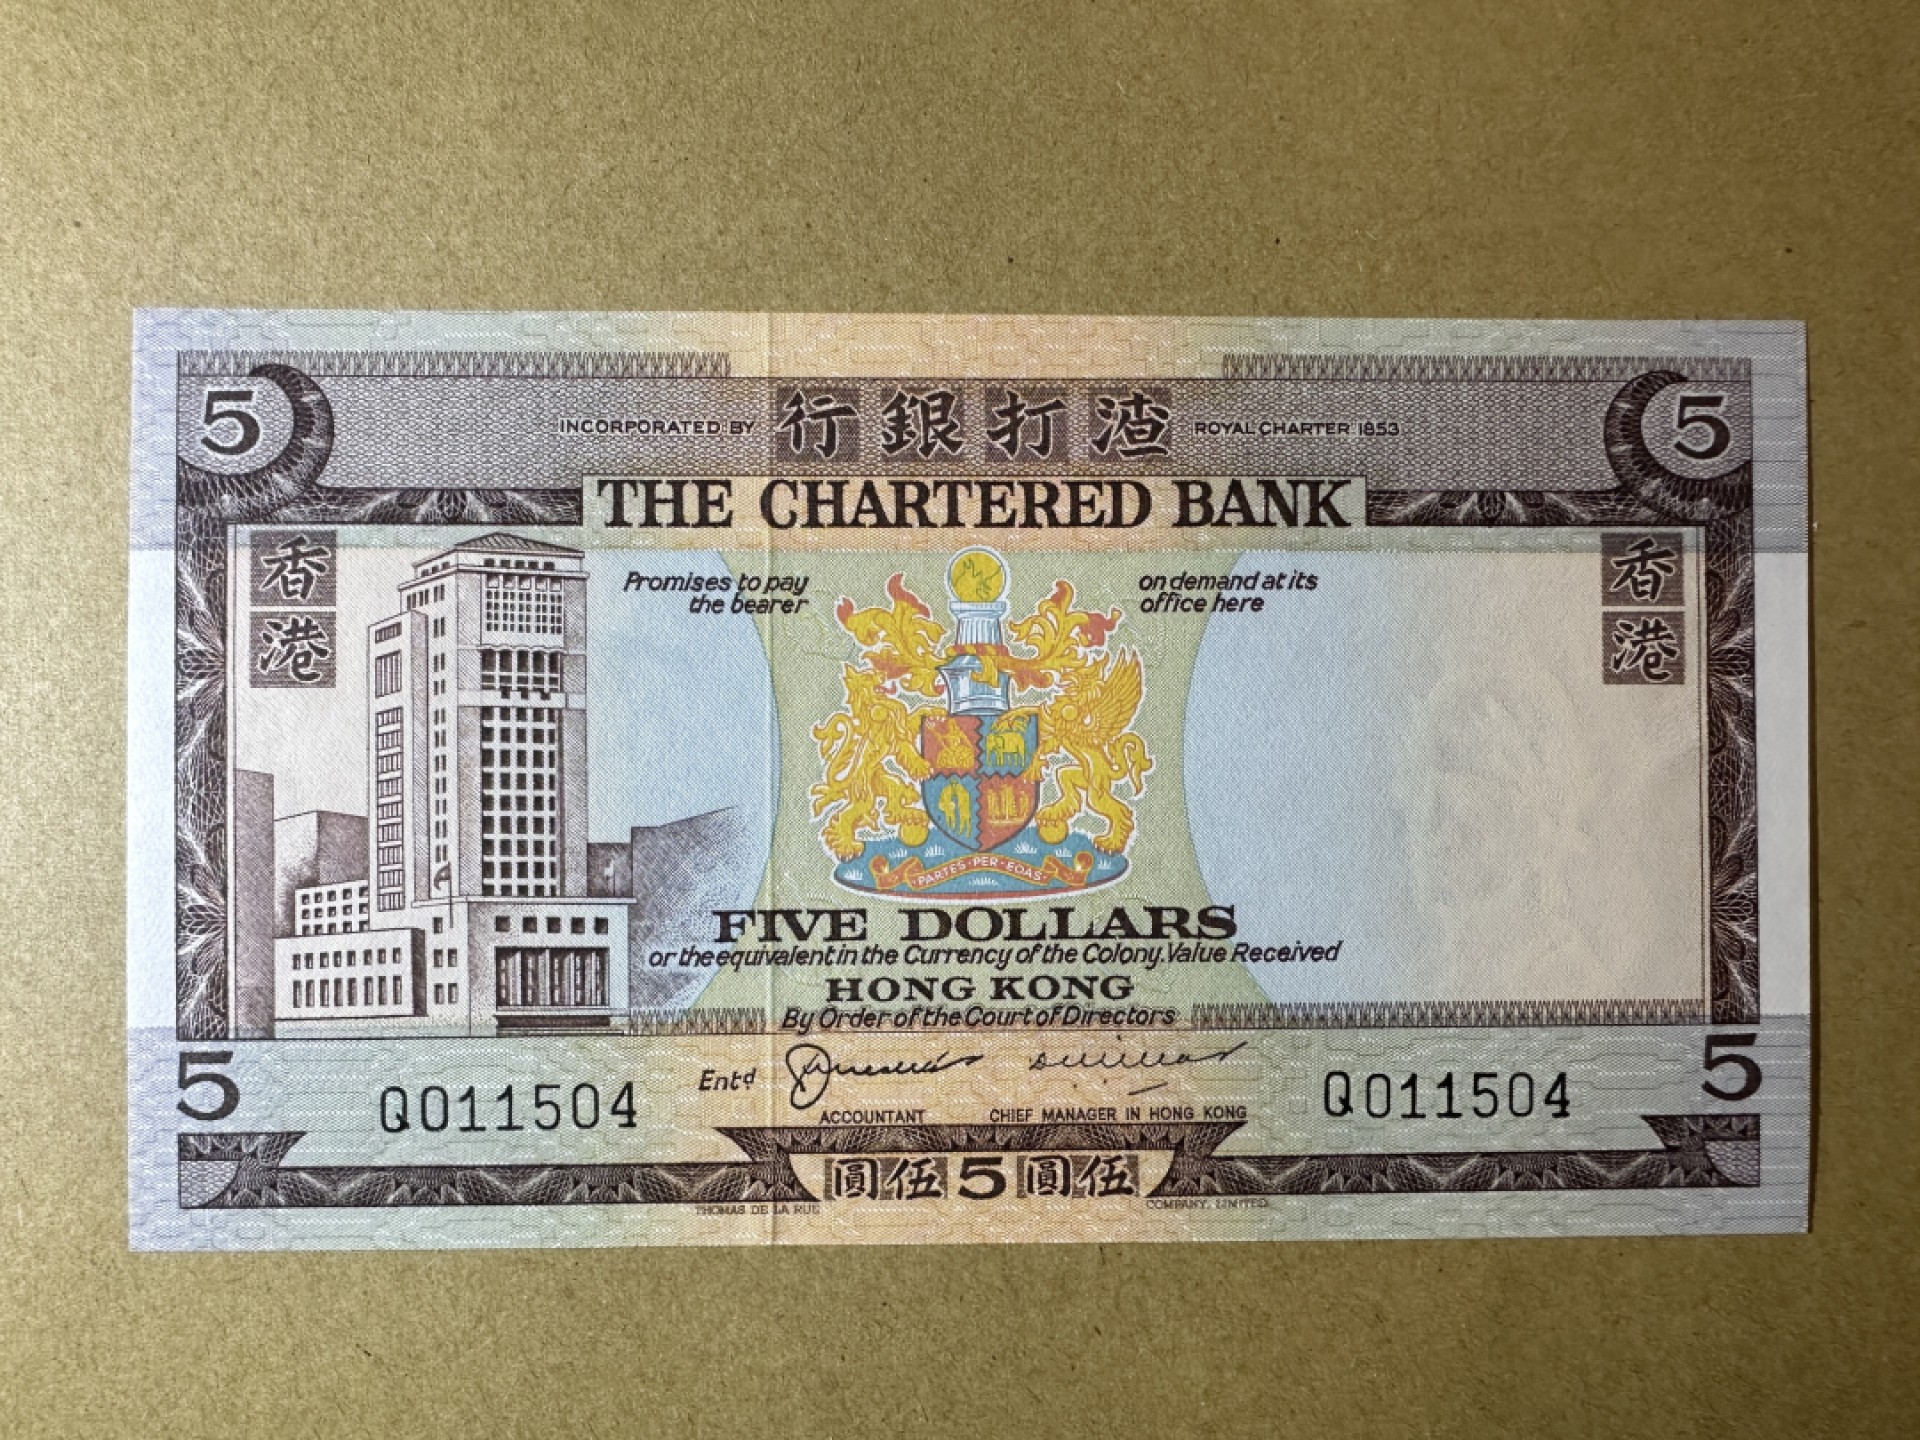 5 5
INCORPORATED BY 行銀打渣 ROYAL CHARTER 1853
THE CHARTERED BANK
香港 香港
Promises to pay on demand at its
the bearer office here
PARTES·PER·EOAS
FIVE DOLLARS
or the equivalent in the Currency of the Colony. Value Received
HONG KONG
By Order of the Court of Directors
5 5
Q011504 Entd Q011504
ACCOUNTANT CHIEF MANAGER IN HONG KONG
圓伍5圓伍
THOMAS DE LA RUE COMPANY, LIMITED